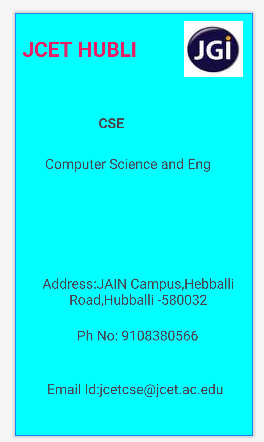 JCET HUBLI
JGi
CSE
Computer Science and Eng
Address:JAIN Campus,Hebballi
Road,Hubballi -580032
Ph No: 9108380566
Email Id:jcetcse@jcet.ac.edu